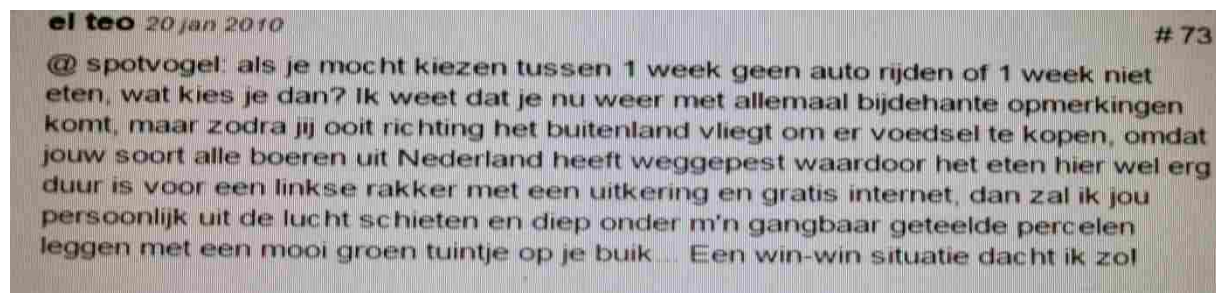 el teo 20 jan 2010
# 73
@ spotvogel: als je mocht kiezen tussen 1 week geen auto rijden of 1 week niet
eten, wat kies je dan? Ik weet dat je nu weer met allemaal bijdehante opmerkingen
komt, maar zodra jij ooit richting het buitenland vliegt om er voedsel te kopen, omdat
jouw soort alle boeren uit Nederland heeft weggepest waardoor het eten hier wel erg
duur is voor een linkse rakker met een uitkering en gratis internet, dan zal ik jou
persoonlijk uit de lucht schieten en diep onder m'n gangbaar geteelde percelen
leggen met een mooi groen tuintje op je buik... Een win-win situatie dacht ik zo!